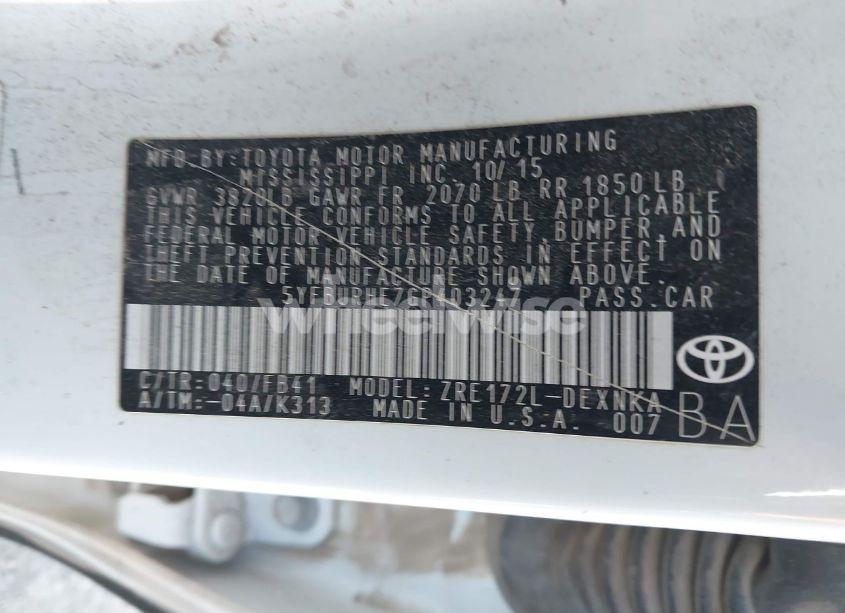 MFD BY: TOYOTA MOTOR MANUFACTURING
MISSISSIPPI INC. 10/15
GVWR 3820LB GAWR FR 2070 LB RR 1850 LB
THIS VEHICLE CONFORMS TO ALL APPLICABLE
FEDERAL MOTOR VEHICLE SAFETY, BUMPER, AND
THEFT PREVENTION STANDARDS IN EFFECT ON
THE DATE OF MANUFACTURE SHOWN ABOVE.
PASS. CAR
wheelwise
C/TR: 040/FB41 MODEL: ZRE172L-DEXNKA
A/TM: -04A/K313 MADE IN U.S.A. 007 BA